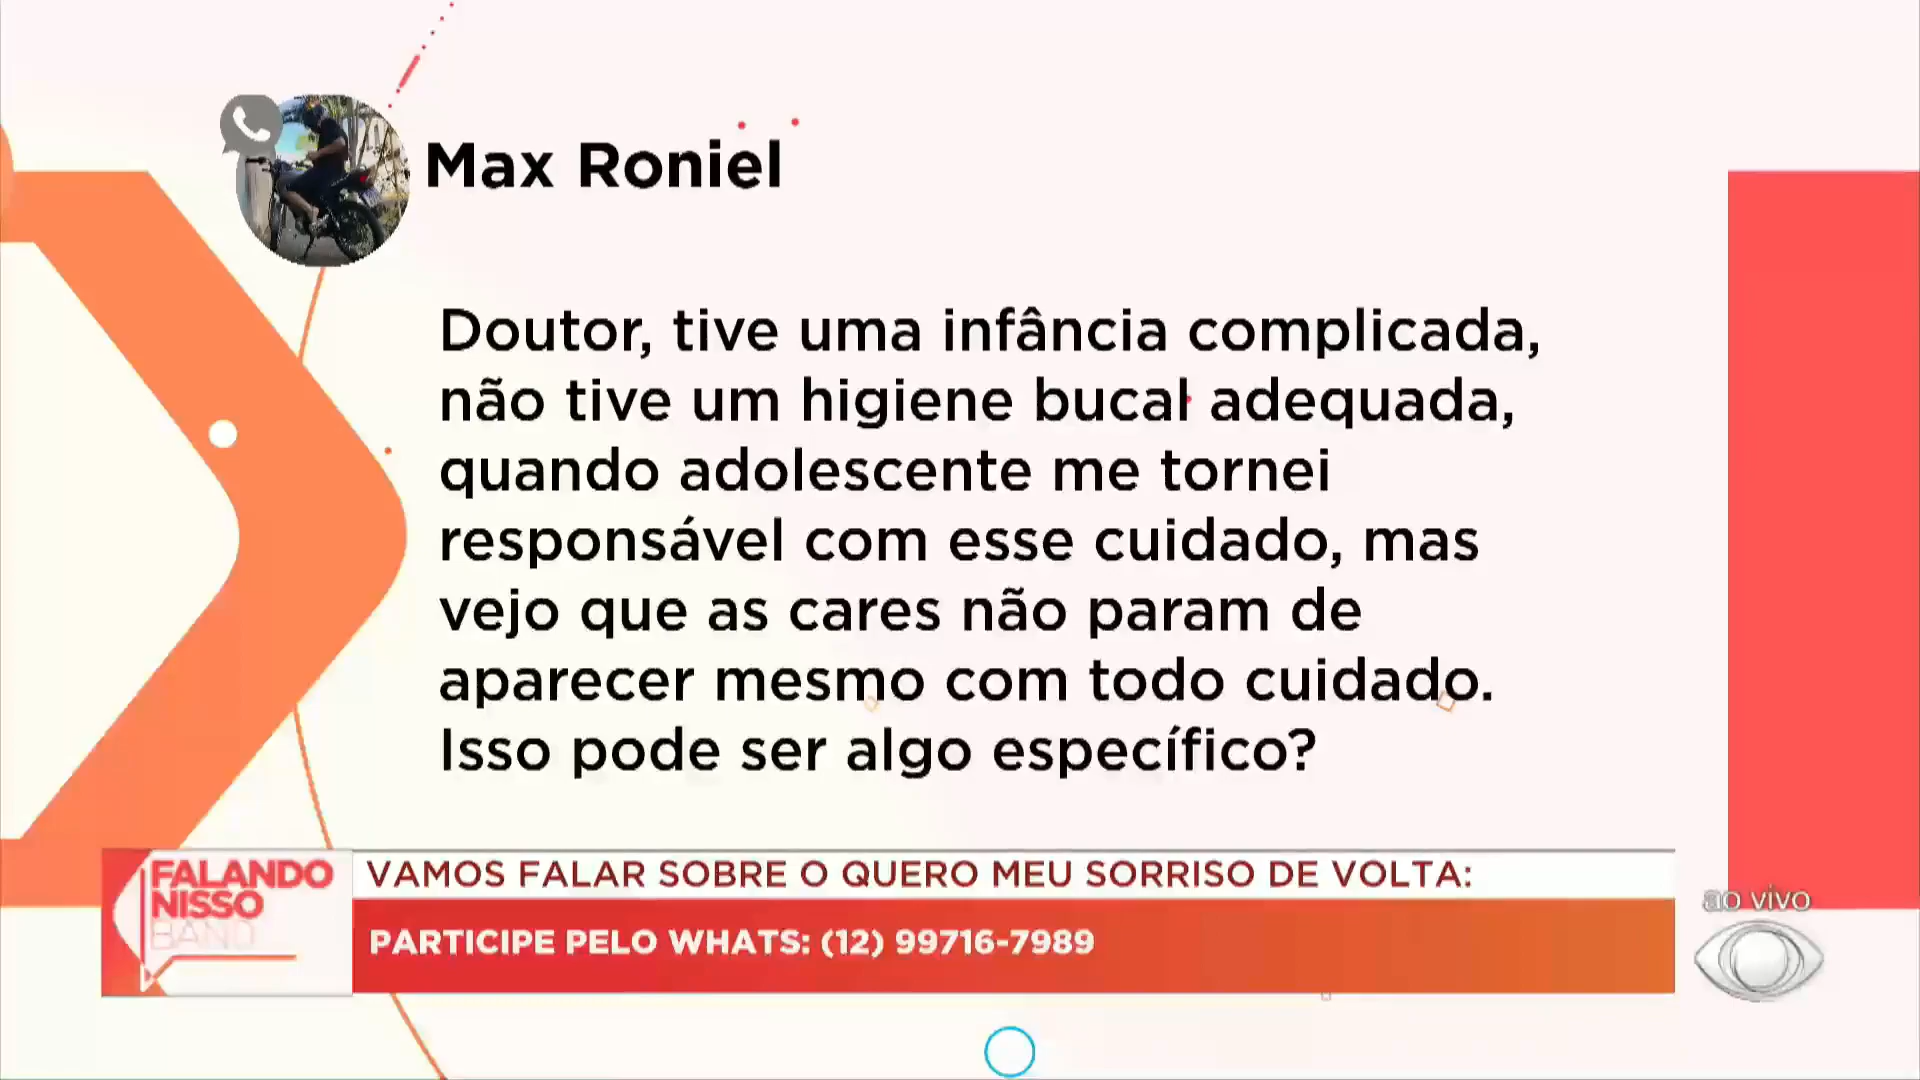 Max Roniel
Doutor, tive uma infância complicada,
não tive um higiene bucal adequada,
quando adolescente me tornei
responsável com esse cuidado, mas
vejo que as cares não param de
aparecer mesmo com todo cuidado.
Isso pode ser algo específico?
FALANDO
NISSO
BAND
VAMOS FALAR SOBRE O QUERO MEU SORRISO DE VOLTA:
PARTICIPE PELO WHATS: (12) 99716-7989
ao vivo